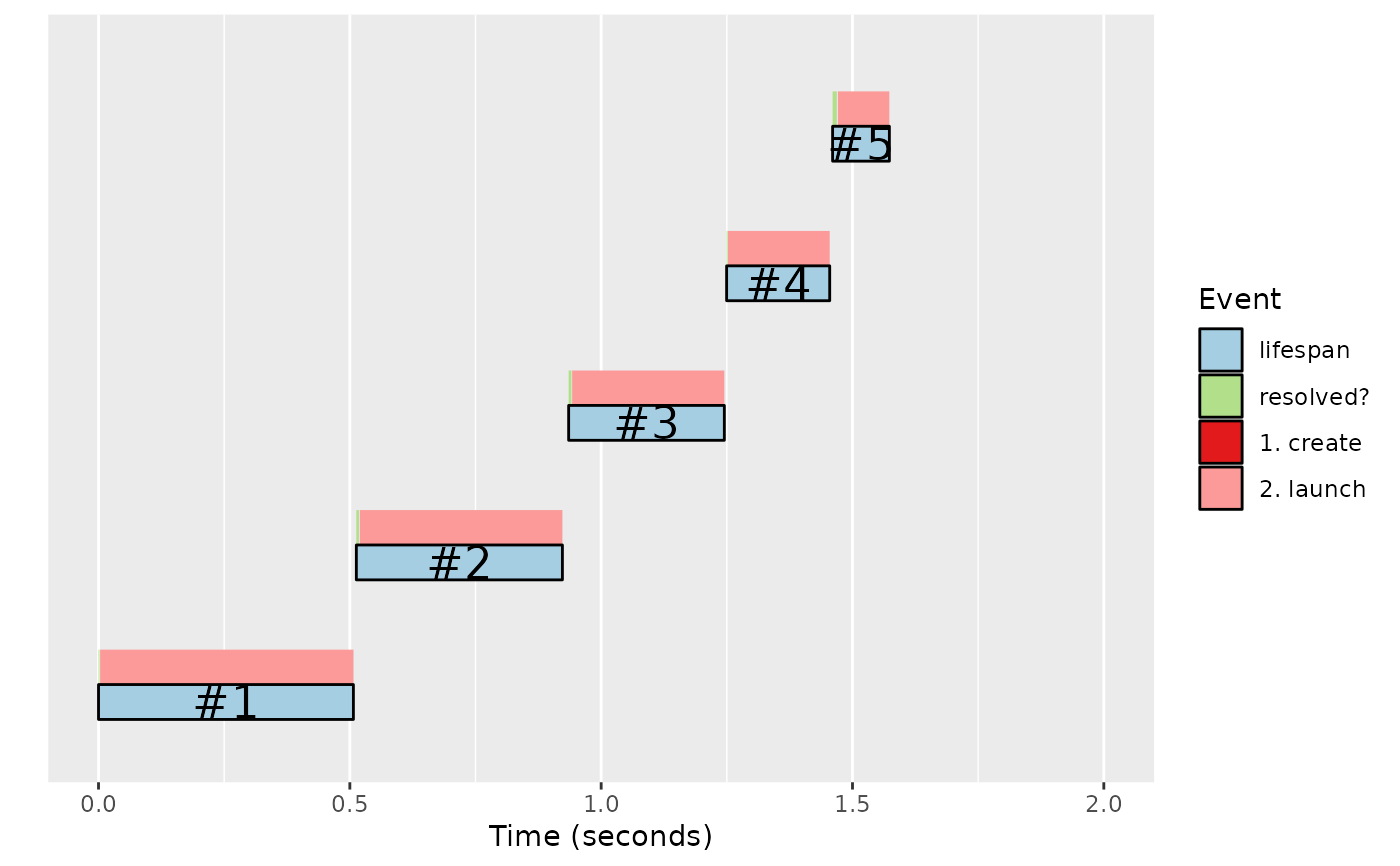 #5
#4
#3
#2
#1
0.0 0.5 1.0 1.5 2.0
Time (seconds)
Event
lifespan
resolved?
1. create
2. launch